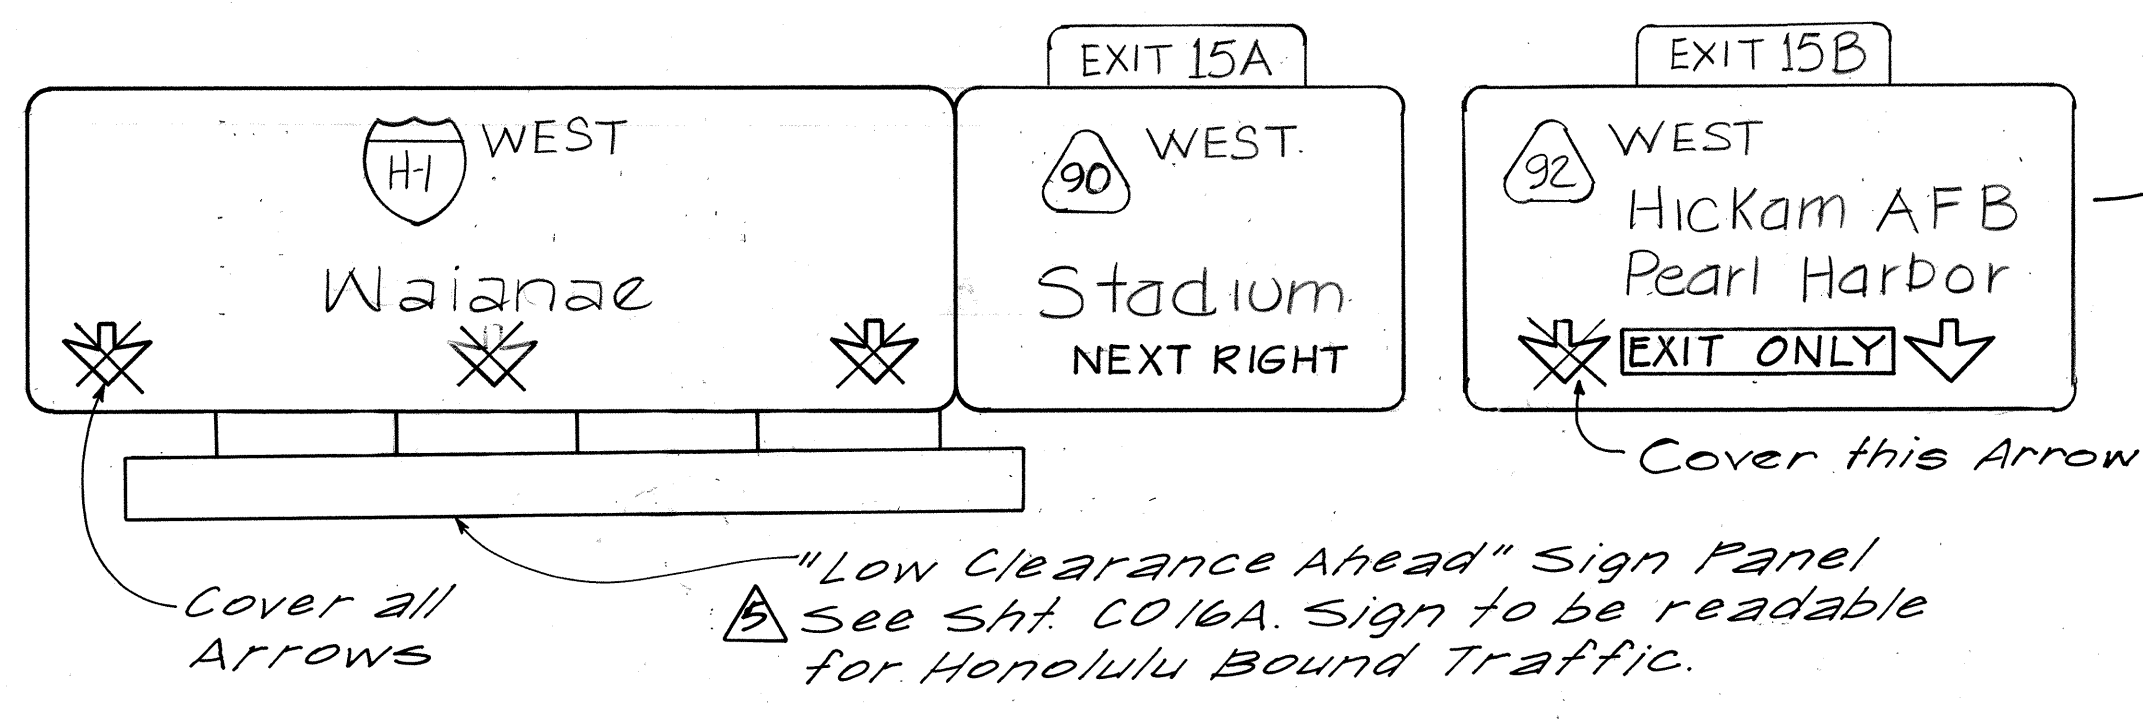 H-1 WEST
Waianae
EXIT 15A
90 WEST
Stadium
NEXT RIGHT
EXIT 15B
92 WEST
Hickam AFB
Pearl Harbor
EXIT ONLY
Cover this Arrow
"Low Clearance Ahead" Sign Panel
5 See Sht. CO16A. Sign to be readable
for Honolulu Bound Traffic.
Cover all
Arrows